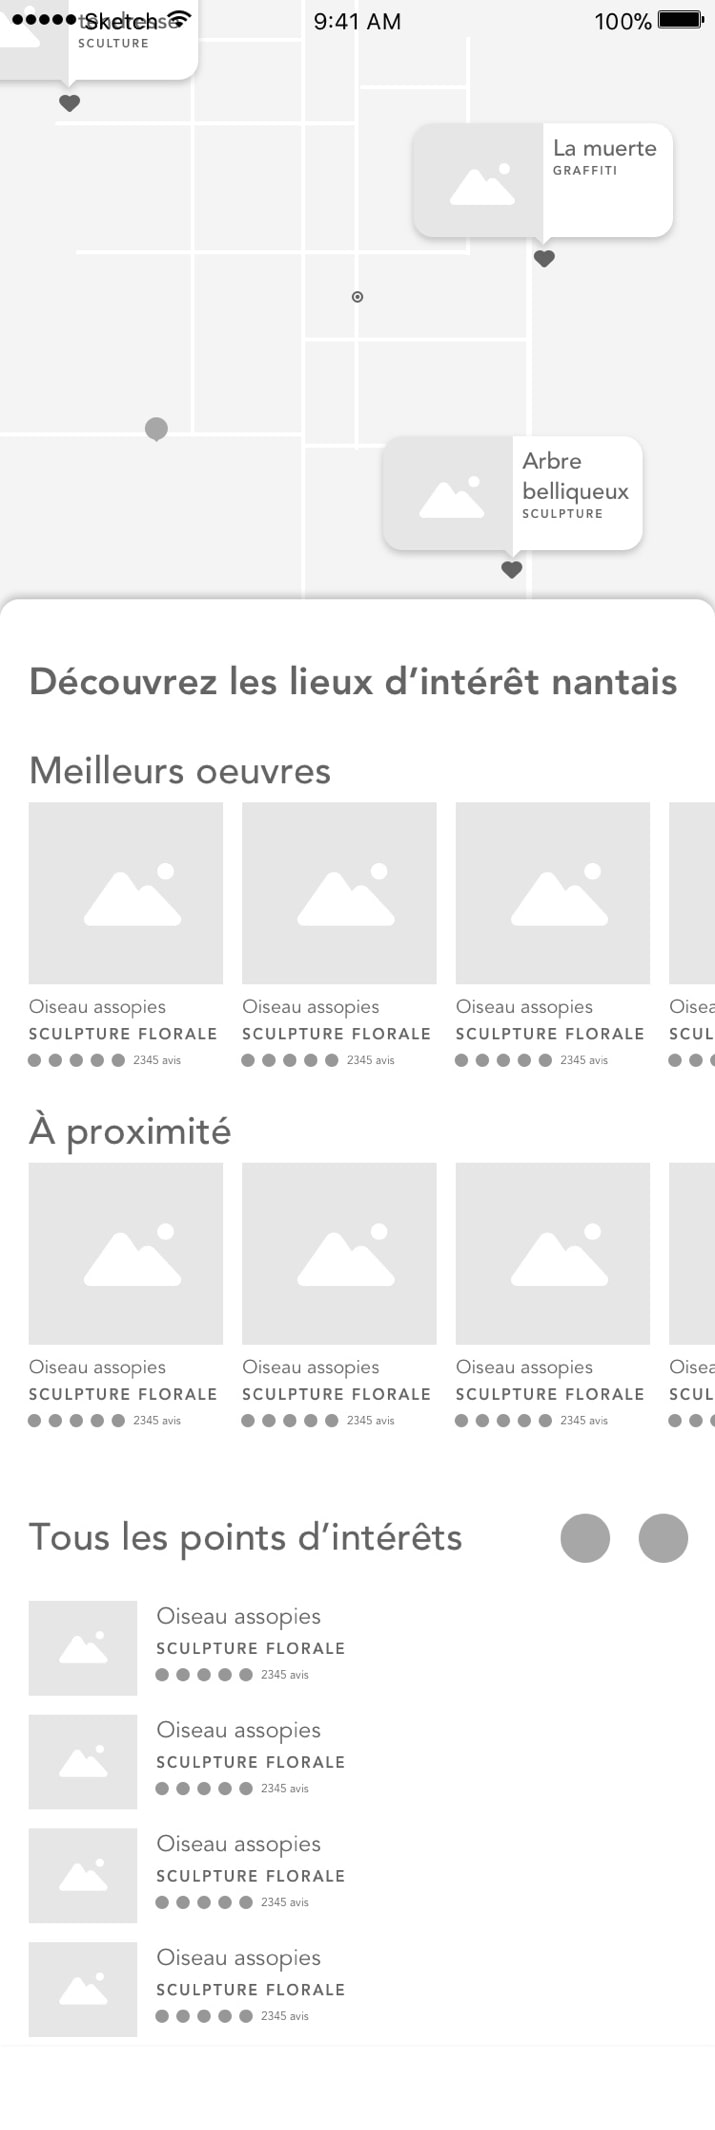 Sketch 9:41 AM 100%
tendresse
SCULTURE
La muerte
GRAFFITI
Arbre
belliqueux
SCULPTURE
Découvrez les lieux d’intérêt nantais
Meilleurs oeuvres
Oiseau assopies Oiseau assopies Oiseau assopies Oisea
SCULPTURE FLORALE SCULPTURE FLORALE SCULPTURE FLORALE SCUL
2345 avis 2345 avis 2345 avis
À proximité
Oiseau assopies Oiseau assopies Oiseau assopies Oisea
SCULPTURE FLORALE SCULPTURE FLORALE SCULPTURE FLORALE SCUL
2345 avis 2345 avis 2345 avis
Tous les points d’intérêts
Oiseau assopies
SCULPTURE FLORALE
2345 avis
Oiseau assopies
SCULPTURE FLORALE
2345 avis
Oiseau assopies
SCULPTURE FLORALE
2345 avis
Oiseau assopies
SCULPTURE FLORALE
2345 avis